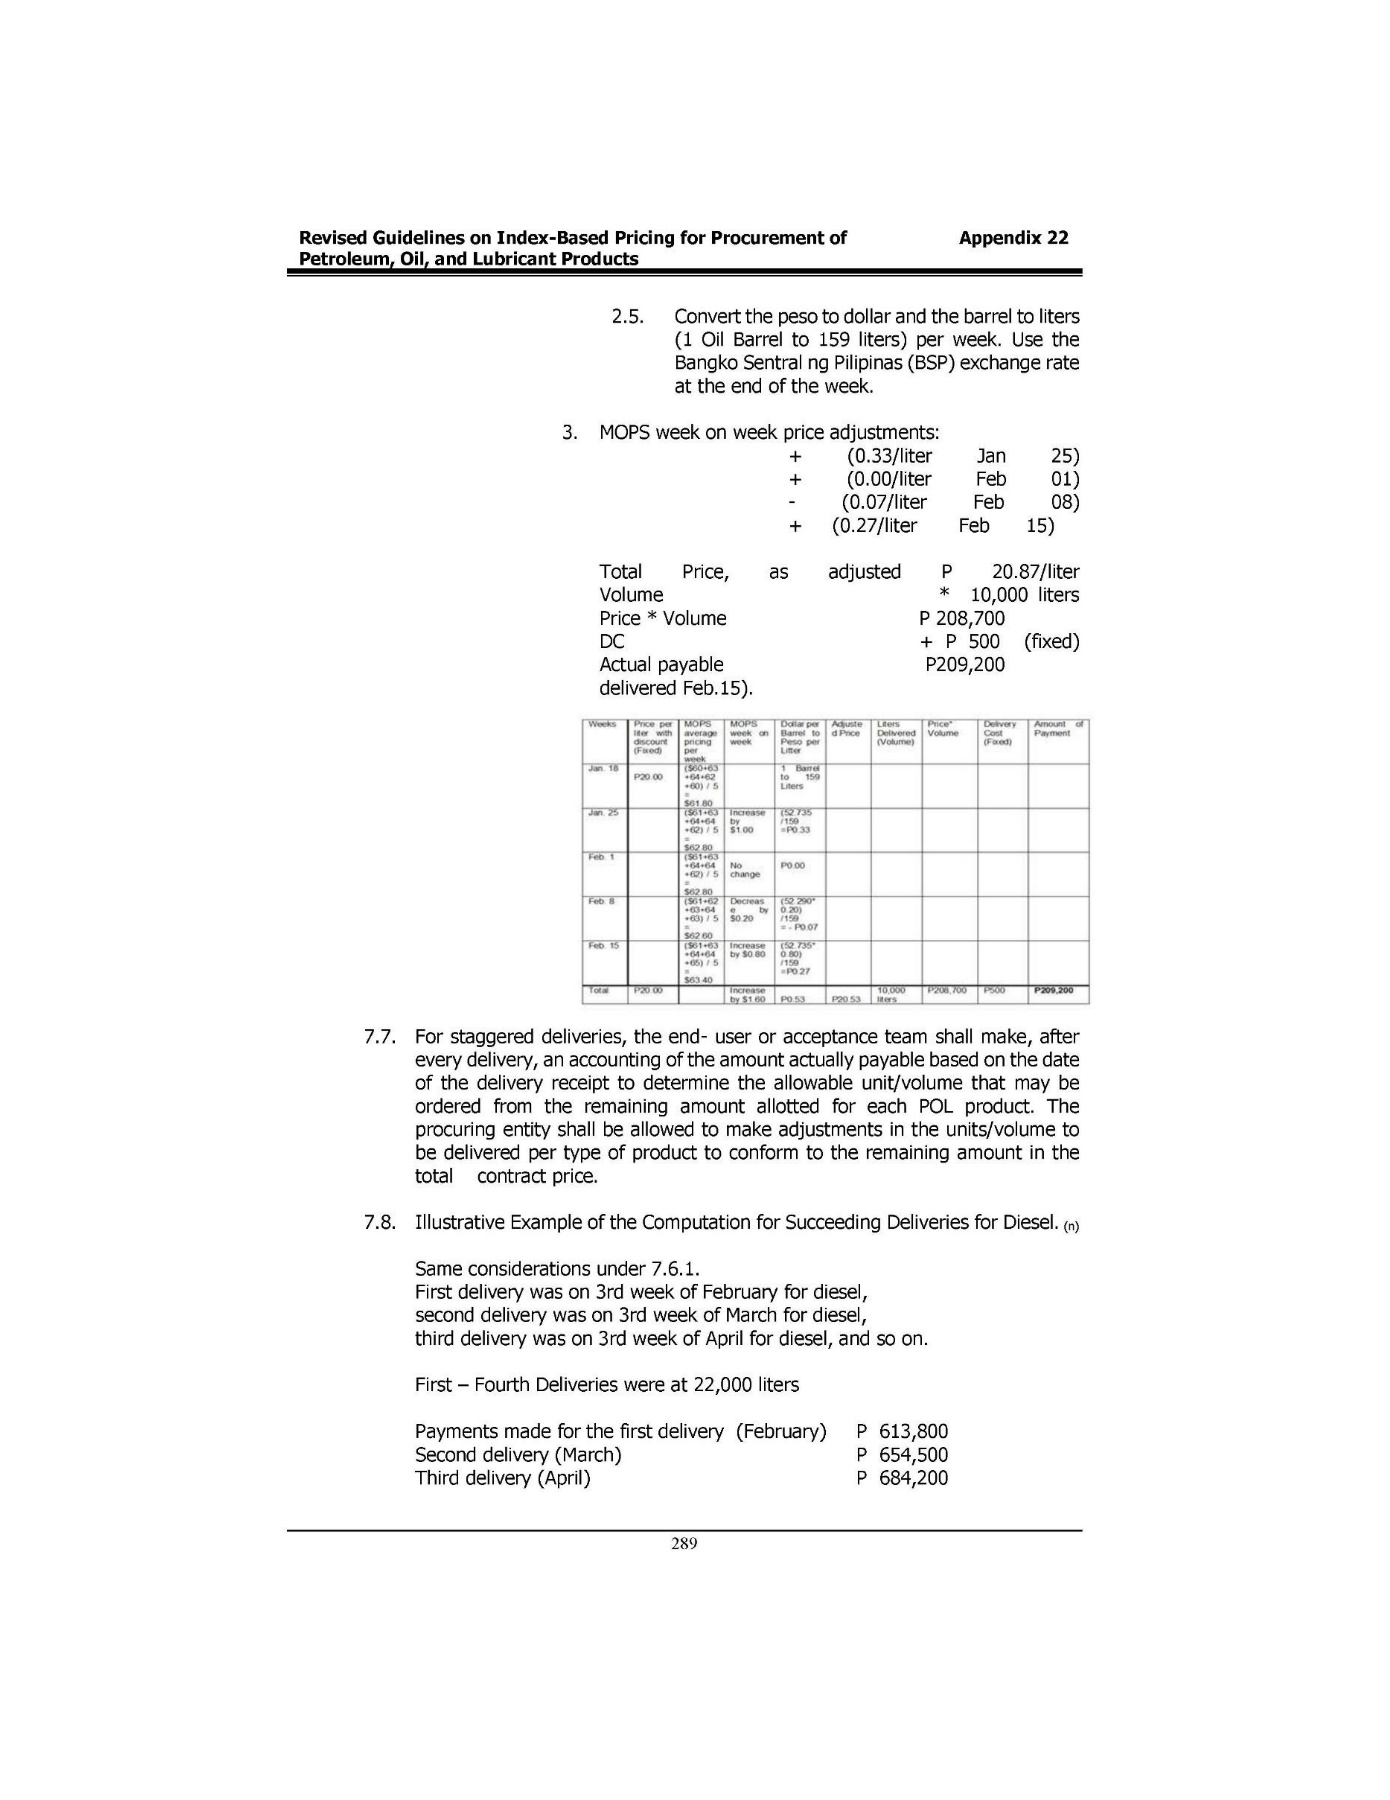 Revised Guidelines on Index-Based Pricing for Procurement of Appendix 22
Petroleum, Oil, and Lubricant Products
2.5. Convert the peso to dollar and the barrel to liters
(1 Oil Barrel to 159 liters) per week. Use the
Bangko Sentral ng Pilipinas (BSP) exchange rate
at the end of the week.
3. MOPS week on week price adjustments:
+ (0.33/liter Jan 25)
+ (0.00/liter Feb 01)
- (0.07/liter Feb 08)
+ (0.27/liter Feb 15)
Total Price, as adjusted P 20.87/liter
Volume * 10,000 liters
Price * Volume P 208,700
DC + P 500 (fixed)
Actual payable P209,200
delivered Feb.15).
Weeks Price per MOPS MOPS Dollar per Adjuste Liters Price* Delivery Amount of
liter with average week on Barrel to d Price Delivered Volume Cost Payment
discount pricing week Peso per (Volume) (Fixed)
(Fixed) per Litter
week
Jan. 18 ($60+63 1 Barrel
P20.00 +64+62 to 159
+60) / 5 Liters
=
$61.80
Jan. 25 ($61+63 Increase (52.735
+64+64 by /159
+62) / 5 $1.00 =P0.33
=
$62.80
Feb. 1 ($61+63
+64+64 No P0.00
+62) / 5 change
=
$62.80
Feb. 8 ($61+62 Decreas (52.290*
+63+64 e by 0.20)
+63) / 5 $0.20 /159
= = - P0.07
$62.60
Feb. 15 ($61+63 Increase (52.735*
+64+64 by $0.80 0.80)
+65) / 5 /159
= =P0.27
$63.40
Total P20.00 Increase 10,000 P208,700 P500 P209,200
by $1.60 P0.53 P20.53 liters
7.7. For staggered deliveries, the end- user or acceptance team shall make, after
every delivery, an accounting of the amount actually payable based on the date
of the delivery receipt to determine the allowable unit/volume that may be
ordered from the remaining amount allotted for each POL product. The
procuring entity shall be allowed to make adjustments in the units/volume to
be delivered per type of product to conform to the remaining amount in the
total contract price.
7.8. Illustrative Example of the Computation for Succeeding Deliveries for Diesel. (n)
Same considerations under 7.6.1.
First delivery was on 3rd week of February for diesel,
second delivery was on 3rd week of March for diesel,
third delivery was on 3rd week of April for diesel, and so on.
First – Fourth Deliveries were at 22,000 liters
Payments made for the first delivery (February) P 613,800
Second delivery (March) P 654,500
Third delivery (April) P 684,200
289